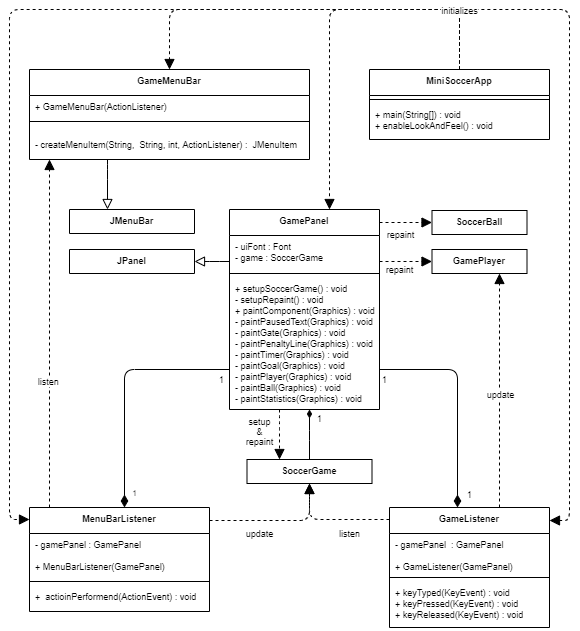 initializes
GameMenuBar
+ GameMenuBar(ActionListener)
- createMenuItem(String, String, int, ActionListener) : JMenuItem
MiniSoccerApp
+ main(String[]) : void
+ enableLookAndFeel() : void
JMenuBar
JPanel
GamePanel
- uiFont : Font
- game : SoccerGame
+ setupSoccerGame() : void
- setupRepaint() : void
+ paintComponent(Graphics) : void
- paintPausedText(Graphics) : void
- paintGate(Graphics) : void
- paintPenaltyLine(Graphics) : void
- paintTimer(Graphics) : void
- paintGoal(Graphics) : void
- paintPlayer(Graphics) : void
- paintBall(Graphics) : void
- paintStatistics(Graphics) : void
SoccerBall
repaint
GamePlayer
repaint
listen
1
1
update
setup
&
repaint
1
SoccerGame
1
1
MenuBarListener
- gamePanel : GamePanel
+ MenuBarListener(GamePanel)
+ actioinPerformend(ActionEvent) : void
update
listen
GameListener
- gamePanel : GamePanel
+ GameListener(GamePanel)
+ keyTyped(KeyEvent) : void
+ keyPressed(KeyEvent) : void
+ keyReleased(KeyEvent) : void